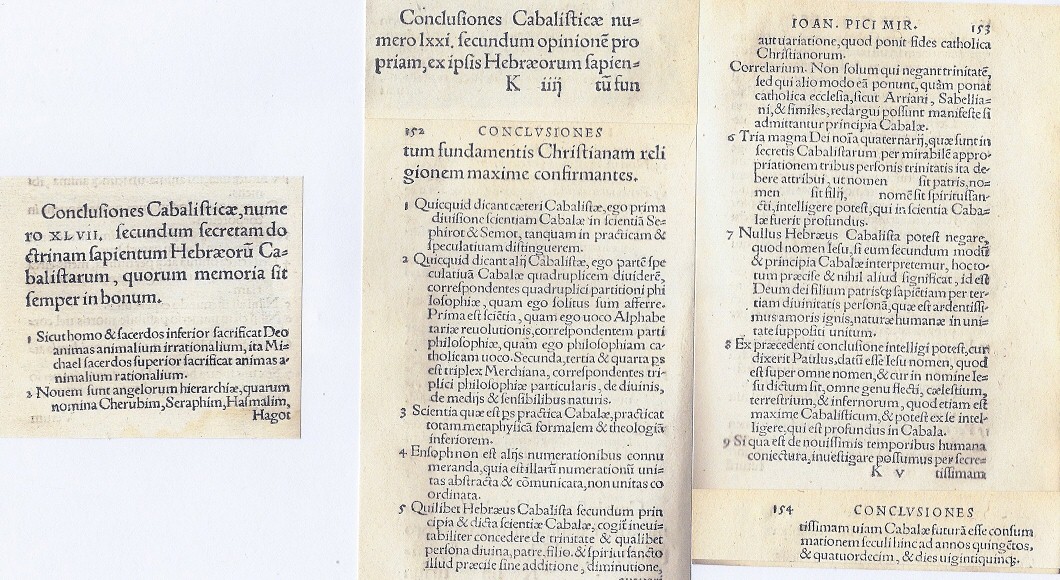 Concluſiones Cabaliſticæ, nume
ro XLVII. ſecundum ſecretam do
ctrinam ſapientum Hebræorũ Ca=
baliſtarum, quorum memoria ſit
ſemper in bonum.
1 Sicut homo & ſacerdos inferior ſacrificat Deo
animas animalium irrationalium, ita Mi=
chael ſacerdos ſuperior ſacrificat animas a=
nimalium rationalium.
2 Nouem ſunt angelorum hierarchiæ, quarum
nomina Cherubim, Seraphim, Haſmalim,
Hagot
Concluſiones Cabaliſticæ nu=
mero lxxi. ſecundum opinionẽ pro
priam, ex ipſis Hebræorum ſapien=
K iiij tũ fun
152 CONCLVSIONES
tum fundamentis Chriſtianam reli
gionem maxime confirmantes.
1 Quicquid dicant cæteri Cabaliſtæ, ego prima
diuiſione ſcientiam Cabalæ in ſcientiã Se=
phirot & Semot, tanquam in practicam &
ſpeculatiuam diſtinguerem.
2 Quicquid dicant alij Cabaliſtæ, ego partẽ ſpe
culatiuã Cabalæ quadruplicem diuiderẽ,
correſpondentes quadruplici partitioni phi
loſophiæ, quam ego ſolitus ſum afferre.
Prima eſt ſciẽtia, quam ego uoco Alphabe
tariæ reuolutionis, correſpondentem parti
philoſophiæ, quam ego philoſophiam ca=
tholicam uoco. Secunda, tertia & quarta ps
eſt triplex Merchiana, correſpondentes tri=
plici philoſophiæ particularis, de diuinis,
de medijs & ſenſibilibus naturis.
3 Scientia quæ eſt ps practica Cabalæ, practicat
totam metaphyſicã formalem & theologiã
inferiorem.
4 Enſoph non eſt alijs numerationibus connu
meranda, quia eſt illarũ numerationũ uni=
tas abſtracta & cõmunicata, non unitas co
ordinata.
5 Quilibet Hebræus Cabaliſta ſecundum prin
cipia & dicta ſcientiæ Cabalæ, cogit̃ ineui=
tabiliter concedere de trinitate & qualibet
perſona diuina, patre, filio, & ſpiritu ſancto
illud præciſe ſine additione, diminutione,
IOAN. PICI MIR. 153
aut uariatione, quod ponit fides catholica
Chriſtianorum.
Correlarium. Non ſolum qui negant trinitatẽ,
ſed qui alio modo eã ponunt, quàm ponat
catholica eccleſia, ſicut Arriani, Sabellia=
ni, & ſimiles, redargui poſſunt manifeſte ſi
admittantur principia Cabalæ.
6 Tria magna Dei noĩa quaternarij, quæ ſunt in
ſecretis Cabaliſtarum per mirabilẽ appro=
priationem tribus perſonis trinitatis ita de=
bere attribui, ut nomen ſit patris, no=
men ſit filij, nomẽ ſit ſpiritus ſan=
cti, intelligere poteſt, qui in ſcientia Caba=
læ fuerit profundus.
7 Nullus Hebræus Cabaliſta poteſt negare,
quod nomen Ieſu, ſi eum ſecundum modũ
& principia Cabalæ interpretemur, hoc to=
tum præciſe & nihil aliud ſignificat, id eſt
Deum dei filium patrisq́; ſapiẽtiam per ter=
tiam diuinitatis perſonã, quæ eſt ardentiſſi=
mus amoris ignis, naturæ humanæ in uni=
tate ſuppoſiti unitum.
8 Ex præcedenti concluſione intelligi poteſt, cur
dixerit Paulus, datũ eſſe Ieſu nomen, quod
eſt ſuper omne nomen, & cur in nomine Ie=
ſu dictum ſit, omne genu flecti, cæleſtium,
terreſtrium, & infernorum, quod etiam eſt
maxime Cabaliſticum, & poteſt ex ſe intel=
ligere, qui eſt profundus in Cabala.
9 Si qua eſt de nouiſſimis temporibus humana
coniectura, inueſtigare poſſumus per ſecre=
K v tiſſimam
154 CONCLVSIONES
tiſſimam uiam Cabalæ futurã eſſe conſum
mationem ſeculi hinc ad annos quingẽtos,
& quatuordecim, & dies uigintiquinq;.